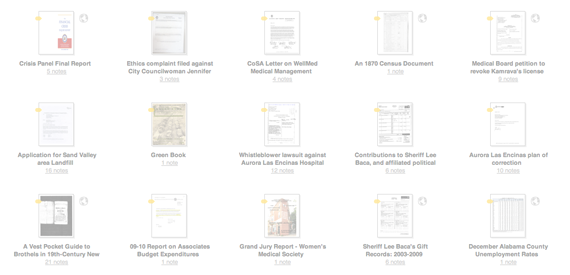 Crisis Panel Final Report
5 notes
Ethics complaint filed against
City Councilwoman Jennifer
3 notes
CoSA Letter on WellMed
Medical Management
4 notes
An 1870 Census Document
1 note
Medical Board petition to
revoke Kamrava's license
9 notes
Application for Sand Valley
area Landfill
16 notes
Green Book
1 note
Whistleblower lawsuit against
Aurora Las Encinas Hospital
12 notes
Contributions to Sheriff Lee
Baca, and affiliated political
6 notes
Aurora Las Encinas plan of
correction
10 notes
A Vest Pocket Guide to
Brothels in 19th-Century New
21 notes
09-10 Report on Associates
Budget Expenditures
1 note
Grand Jury Report - Women's
Medical Society
1 note
Sheriff Lee Baca's Gift
Records: 2003-2009
6 notes
December Alabama County
Unemployment Rates
1 note